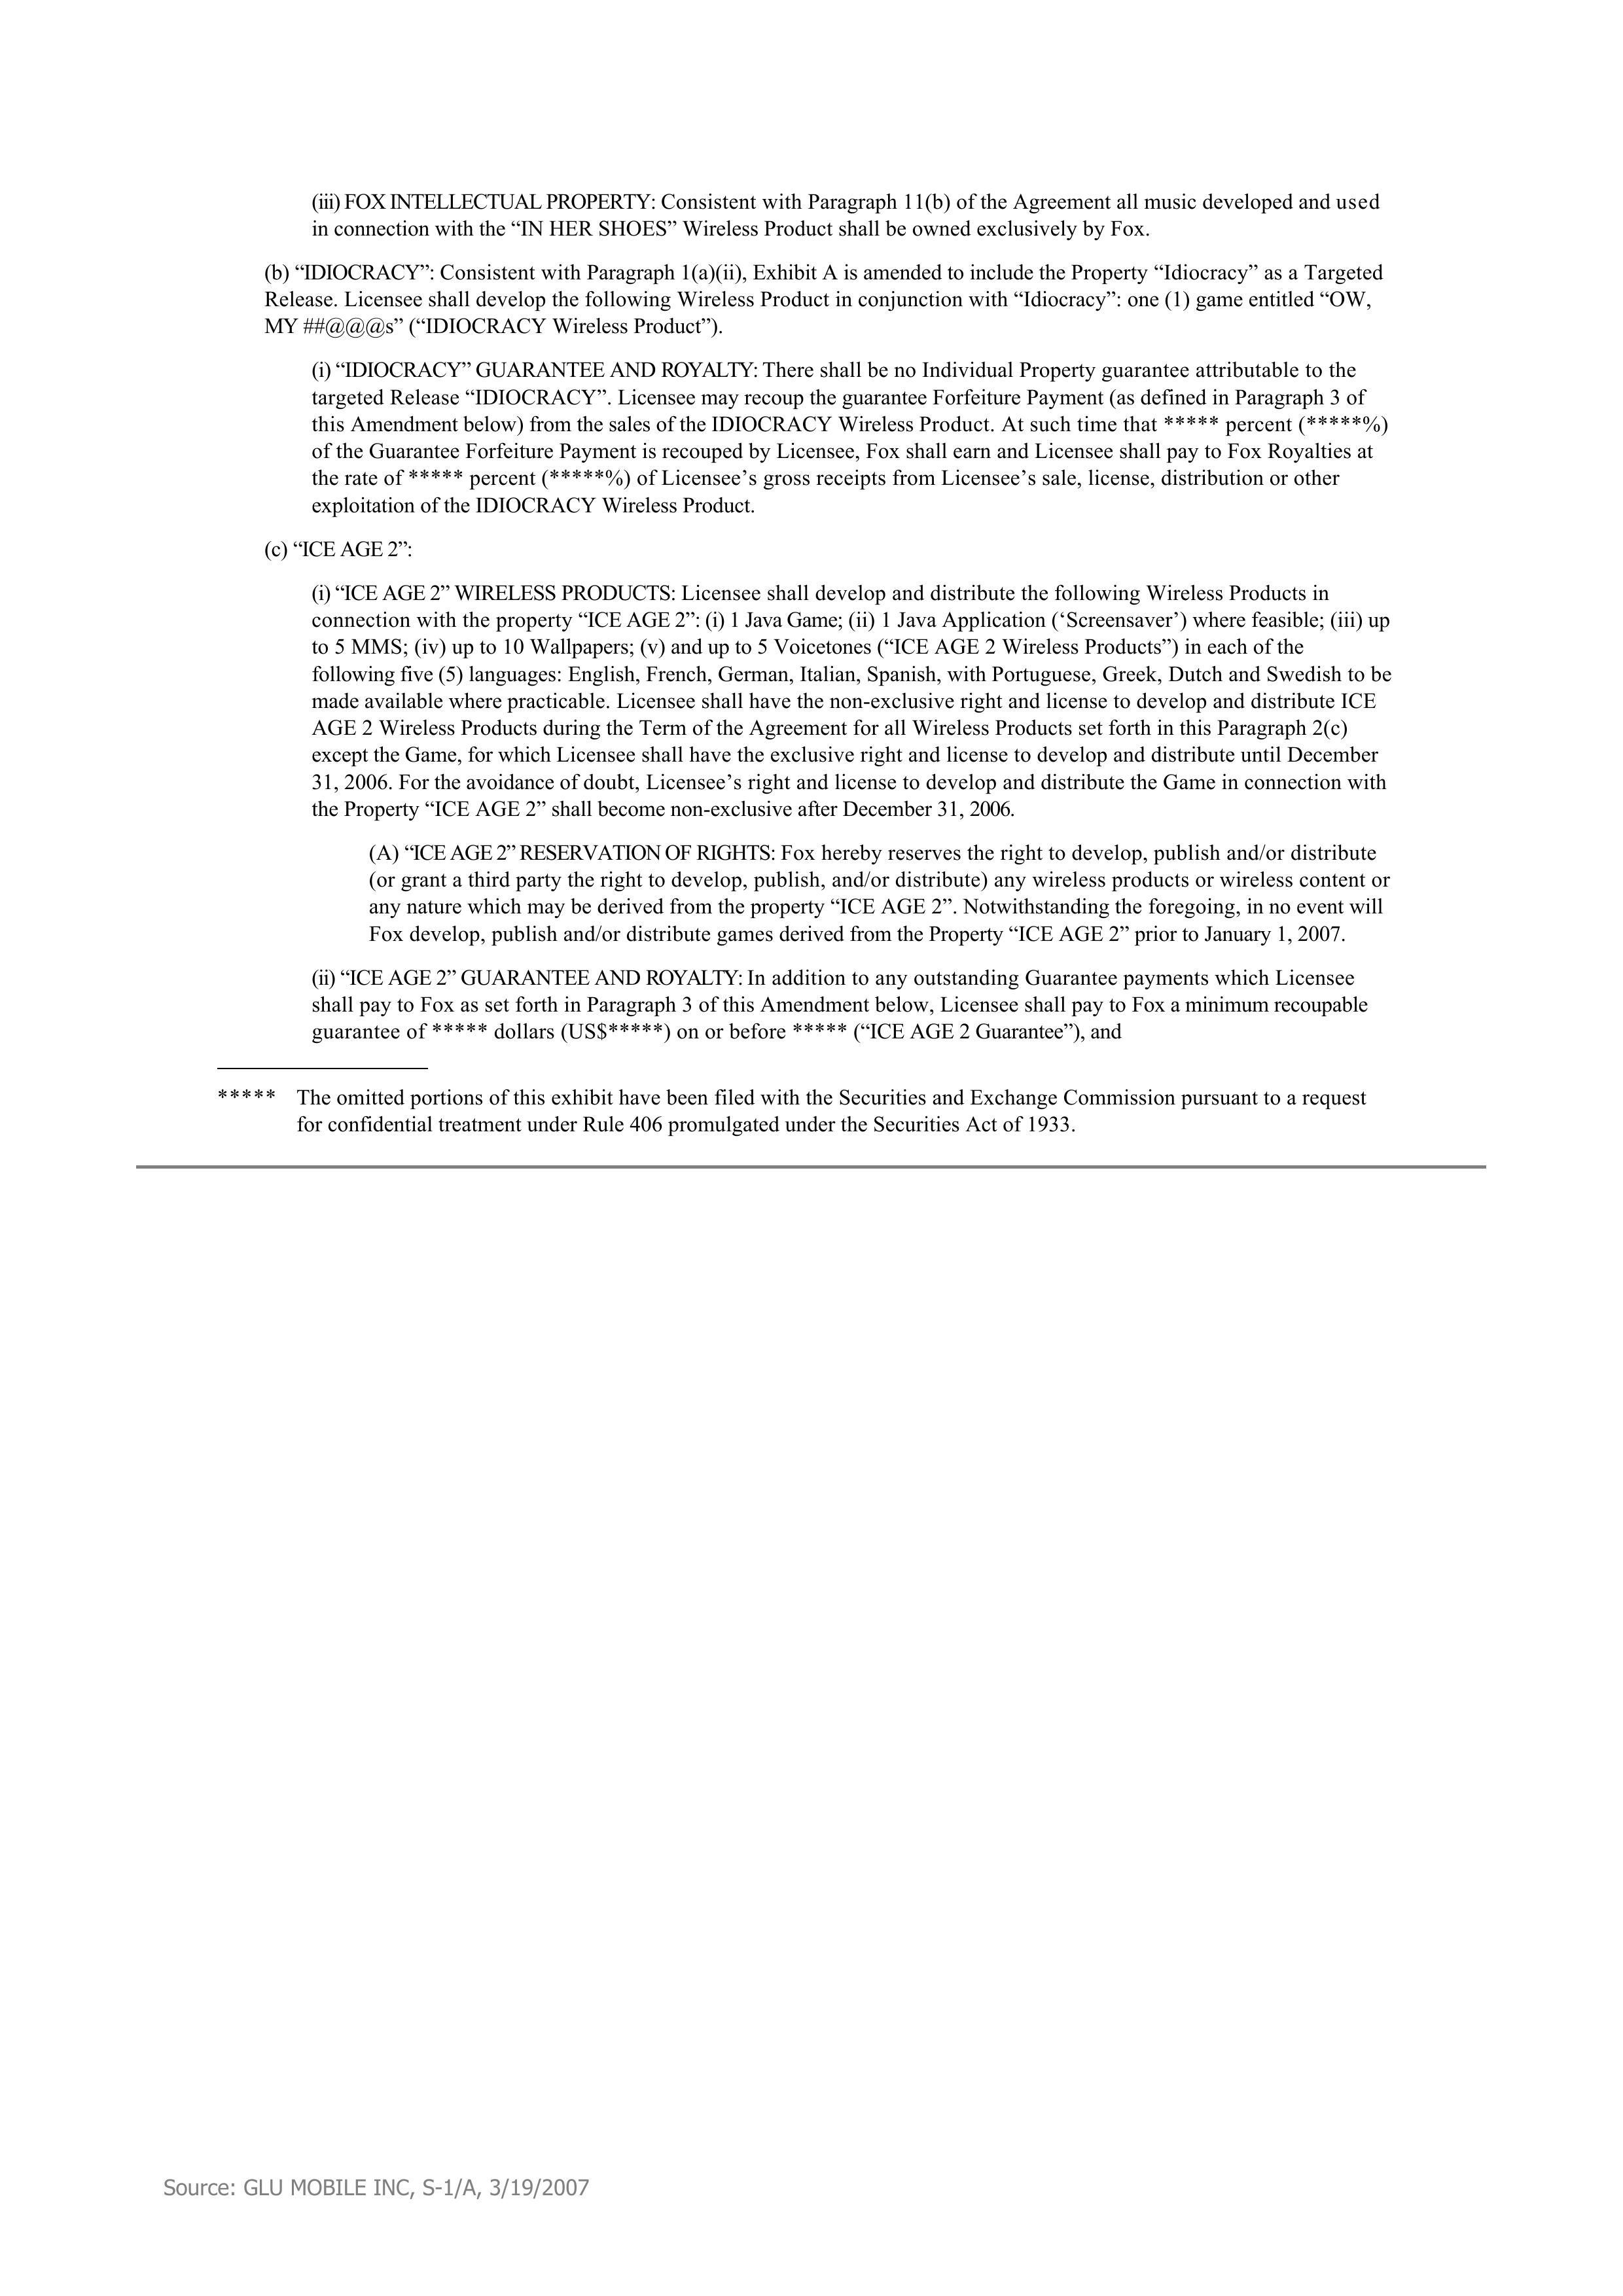 (iii) FOX INTELLECTUAL PROPERTY: Consistent with Paragraph 11(b) of the Agreement all music developed and used
in connection with the “IN HER SHOES” Wireless Product shall be owned exclusively by Fox.
(b) “IDIOCRACY”: Consistent with Paragraph 1(a)(ii), Exhibit A is amended to include the Property “Idiocracy” as a Targeted
Release. Licensee shall develop the following Wireless Product in conjunction with “Idiocracy”: one (1) game entitled “OW,
MY ##@@@s” (“IDIOCRACY Wireless Product”).
(i) “IDIOCRACY” GUARANTEE AND ROYALTY: There shall be no Individual Property guarantee attributable to the
targeted Release “IDIOCRACY”. Licensee may recoup the guarantee Forfeiture Payment (as defined in Paragraph 3 of
this Amendment below) from the sales of the IDIOCRACY Wireless Product. At such time that ***** percent (*****%)
of the Guarantee Forfeiture Payment is recouped by Licensee, Fox shall earn and Licensee shall pay to Fox Royalties at
the rate of ***** percent (*****%) of Licensee’s gross receipts from Licensee’s sale, license, distribution or other
exploitation of the IDIOCRACY Wireless Product.
(c) “ICE AGE 2”:
(i) “ICE AGE 2” WIRELESS PRODUCTS: Licensee shall develop and distribute the following Wireless Products in
connection with the property “ICE AGE 2”: (i) 1 Java Game; (ii) 1 Java Application (‘Screensaver’) where feasible; (iii) up
to 5 MMS; (iv) up to 10 Wallpapers; (v) and up to 5 Voicetones (“ICE AGE 2 Wireless Products”) in each of the
following five (5) languages: English, French, German, Italian, Spanish, with Portuguese, Greek, Dutch and Swedish to be
made available where practicable. Licensee shall have the non-exclusive right and license to develop and distribute ICE
AGE 2 Wireless Products during the Term of the Agreement for all Wireless Products set forth in this Paragraph 2(c)
except the Game, for which Licensee shall have the exclusive right and license to develop and distribute until December
31, 2006. For the avoidance of doubt, Licensee’s right and license to develop and distribute the Game in connection with
the Property “ICE AGE 2” shall become non-exclusive after December 31, 2006.
(A) “ICE AGE 2” RESERVATION OF RIGHTS: Fox hereby reserves the right to develop, publish and/or distribute
(or grant a third party the right to develop, publish, and/or distribute) any wireless products or wireless content or
any nature which may be derived from the property “ICE AGE 2”. Notwithstanding the foregoing, in no event will
Fox develop, publish and/or distribute games derived from the Property “ICE AGE 2” prior to January 1, 2007.
(ii) “ICE AGE 2” GUARANTEE AND ROYALTY: In addition to any outstanding Guarantee payments which Licensee
shall pay to Fox as set forth in Paragraph 3 of this Amendment below, Licensee shall pay to Fox a minimum recoupable
guarantee of ***** dollars (US$*****) on or before ***** (“ICE AGE 2 Guarantee”), and
***** The omitted portions of this exhibit have been filed with the Securities and Exchange Commission pursuant to a request
for confidential treatment under Rule 406 promulgated under the Securities Act of 1933.
Source: GLU MOBILE INC, S-1/A, 3/19/2007